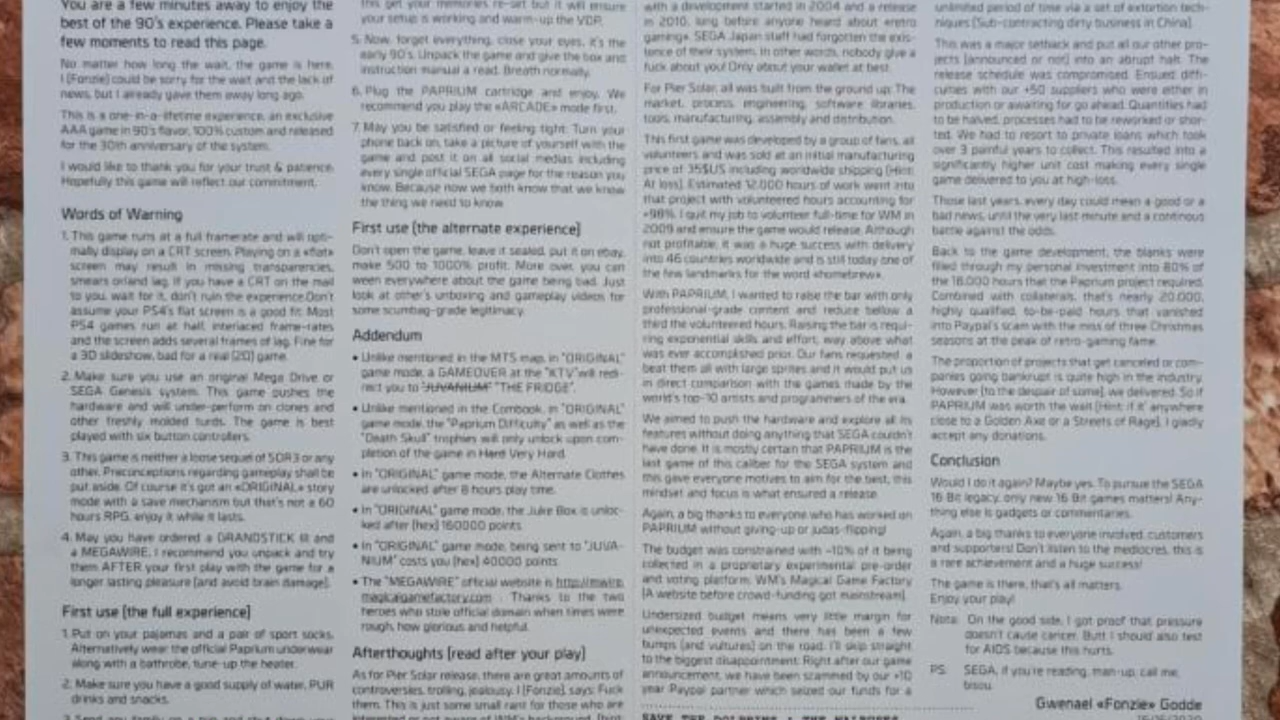 You are a few minutes away to enjoy the
best of the 90's experience. Please take a
few moments to read this page.
No matter how long the wait, the game is here.
I [Fonzie] could be sorry for the wait and the lack of
news, but I already gave them away long ago.
This is a one-in-a-lifetime experience, an exclusive
AAA game in 90's flavor, 100% custom and released
for the 30th anniversary of the system.
I would like to thank you for your trust & patience.
Hopefully this game will reflect our commitment.
Words of Warning
1. This game runs at a full framerate and will opti-
mally display on a CRT screen. Playing on a «flat»
screen may result in missing transparencies,
smears or/and lag. If you have a CRT on the mail
to you, wait for it, don't ruin the experience.Don't
assume your PS4's flat screen is a good fit: Most
PS4 games run at half, interlaced frame-rates
and the screen adds several frames of lag. Fine for
a 3D slideshow, bad for a real [2D] game.
2. Make sure you use an original Mega Drive or
SEGA Genesis system. This game pushes the
hardware and will under-perform on clones and
other freshly molded turds. The game is best
played with six button controllers.
3. This game is neither a loose sequel of SOR3 or any
other. Preconceptions regarding gameplay shall be
put aside. Of course it's got an «ORIGINAL» story
mode with a save mechanism but that's not a 60
hours RPG, enjoy it while it lasts.
4. May you have ordered a GRANDSTICK III and
a MEGAWIRE, I recommend you unpack and try
them AFTER your first play with the game for a
longer lasting pleasure [and avoid brain damage].
First use [the full experience]
1. Put on your pajamas and a pair of sport socks.
Alternatively wear the official Paprium underwear
along with a bathrobe, tune-up the heater.
2. Make sure you have a good supply of water, PUR
drinks and snacks.
this get your memories re-set but it will ensure
your setup is working and warm-up the VDP.
5. Now, forget everything, close your eyes, it's the
early 90's. Unpack the game and give the box and
instruction manual a read. Breath normally.
6. Plug the PAPRIUM cartridge and enjoy. We
recommend you play the «ARCADE» mode first.
7. May you be satisfied or feeling tight: Turn your
phone back on, take a picture of yourself with the
game and post it on all social medias including
every single official SEGA page for the reason you
know. Because now we both know that we know
the thing we need to know.
First use [the alternate experience]
Don't open the game, leave it sealed, put it on ebay,
make 500 to 1000% profit. More over, you can
ween everywhere about the game being bad. Just
look at other's unboxing and gameplay videos for
some scumbag-grade legitimacy.
Addendum
• Unlike mentioned in the MTS map, in "ORIGINAL"
game mode, a GAMEOVER at the "KTV"will redi-
rect you to "JUVANIUM" "THE FRIDGE".
• Unlike mentioned in the Combook, in "ORIGINAL"
game mode, the "Paprium Difficulty" as well as the
"Death Skull" trophies will only unlock upon com-
pletion of the game in Hard Very Hard.
• In "ORIGINAL" game mode, the Alternate Clothes
are unlocked after 8 hours play time.
• In "ORIGINAL" game mode, the Juke Box is unloc-
ked after [hex] 160000 points.
• In "ORIGINAL" game mode, being sent to "JUVA-
NIUM" costs you [hex] 40000 points.
• The "MEGAWIRE" official website is http://mwire.
magicalgamefactory.com . Thanks to the two
heroes who stole official domain when times were
rough, how glorious and helpful.
Afterthoughts [read after your play]
As for Pier Solar release, there are great amounts of
controversies, trolling, jealousy. I [Fonzie] says: Fuck
them. This is just some small rant for those who are
with a development started in 2004 and a release
in 2010, long before anyone heard about «retro
gaming». SEGA Japan staff had forgotten the exis-
tence of their system. In other words, nobody give a
fuck about you! Only about your wallet at best.
For Pier Solar, all was built from the ground up: The
market, process, engineering, software libraries,
tools, manufacturing, assembly and distribution.
This first game was developed by a group of fans, all
volunteers and was sold at an initial manufacturing
price of 35$US including worldwide shipping [Hint:
At loss]. Estimated 12.000 hours of work went into
that project with volunteered hours accounting for
+98%. I quit my job to volunteer full-time for WM in
2009 and ensure the game would release. Although
not profitable, it was a huge success with delivery
into 46 countries worldwide and is still today one of
the few landmarks for the word «homebrew».
With PAPRIUM, I wanted to raise the bar with only
professional-grade content and reduce bellow a
third the volunteered hours. Raising the bar is requi-
ring exponential skills and effort, way above what
was ever accomplished prior. Our fans requested, a
beat them all with large sprites and it would put us
in direct comparison with the games made by the
world's top-10 artists and programmers of the era.
We aimed to push the hardware and explore all its
features without doing anything that SEGA couldn't
have done. It is mostly certain that PAPRIUM is the
last game of this caliber for the SEGA system and
this gave everyone motives to aim for the best, this
mindset and focus is what ensured a release.
Again, a big thanks to everyone who has worked on
PAPRIUM without giving-up or judas-flipping!
The budget was constrained with ~10% of it being
collected in a proprietary experimental pre-order
and voting platform: WM's Magical Game Factory
[A website before crowd-funding got mainstream].
Undersized budget means very little margin for
unexpected events and there has been a few
bumps [and vultures] on the road. I'll skip straight
to the biggest disappointment: Right after our game
announcement, we have been scammed by our +10
year Paypal partner which seized our funds for a
SAVE THE DOLPHINS & THE WALROSES
unlimited period of time via a set of extortion tech-
niques [Sub-contracting dirty business in China].
This was a major setback and put all our other pro-
jects [announced or not] into an abrupt halt. The
release schedule was compromised. Ensued diffi-
cumes with our +50 suppliers who were either in
production or awaiting for go ahead. Quantities had
to be halved, processes had to be reworked or shor-
ted. We had to resort to private loans which took
over 3 painful years to collect. This resulted into a
significantly higher unit cost making every single
game delivered to you at high-loss.
Those last years, every day could mean a good or a
bad news, until the very last minute and a continous
battle against the odds.
Back to the game development, the blanks were
filled through my personal investment into 80% of
the 16.000 hours that the Paprium project required.
Combined with collaterals, that's nearly 20.000,
highly qualified, to-be-paid hours that vanished
into Paypal's scam with the miss of three Christmas
seasons at the peak of retro-gaming fame.
The proportion of projects that get canceled or com-
panies going bankrupt is quite high in the industry.
However [to the despair of some], we delivered. So if
PAPRIUM was worth the wait [Hint: if it' anywhere
close to a Golden Axe or a Streets of Rage], I gladly
accept any donations.
Conclusion
Would I do it again? Maybe yes. To pursue the SEGA
16 Bit legacy, only new 16 Bit games matters! Any-
thing else is gadgets or commentaries.
Again, a big thanks to everyone involved, customers
and supporters! Don't listen to the mediocres, this is
a rare achievement and a huge success!
The game is there, that's all matters.
Enjoy your play!
Note: On the good side, I got proof that pressure
doesn't cause cancer. Butt I should also test
for AIDS because this hurts.
PS: SEGA, if you're reading, man-up, call me,
bisou.
Gwenael «Fonzie» Godde